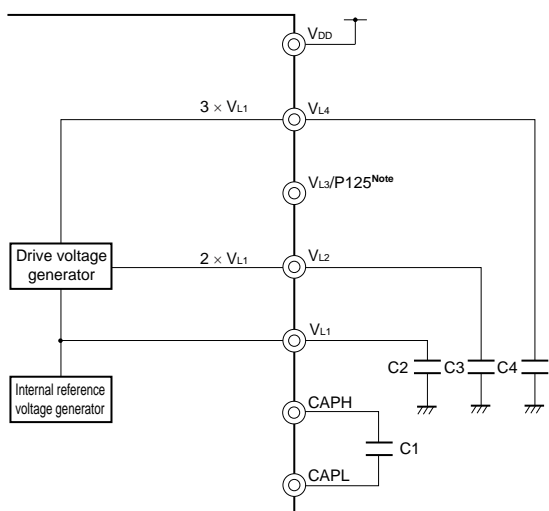 VDD
3 × VL1
VL4
VL3/P125Note
Drive voltage
generator
2 × VL1
VL2
VL1
C2
C3
C4
Internal reference
voltage generator
CAPH
C1
CAPL